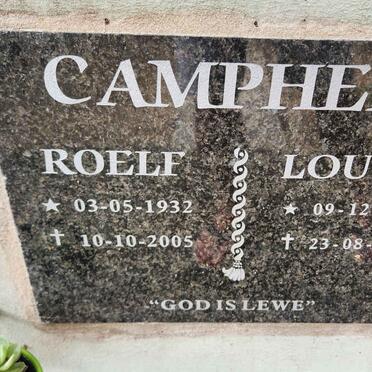 CAMPHE
ROELF LOU
★ 03-05-1932 ★ 09-12
✝ 10-10-2005 ✝ 23-08-
"GOD IS LEWE"